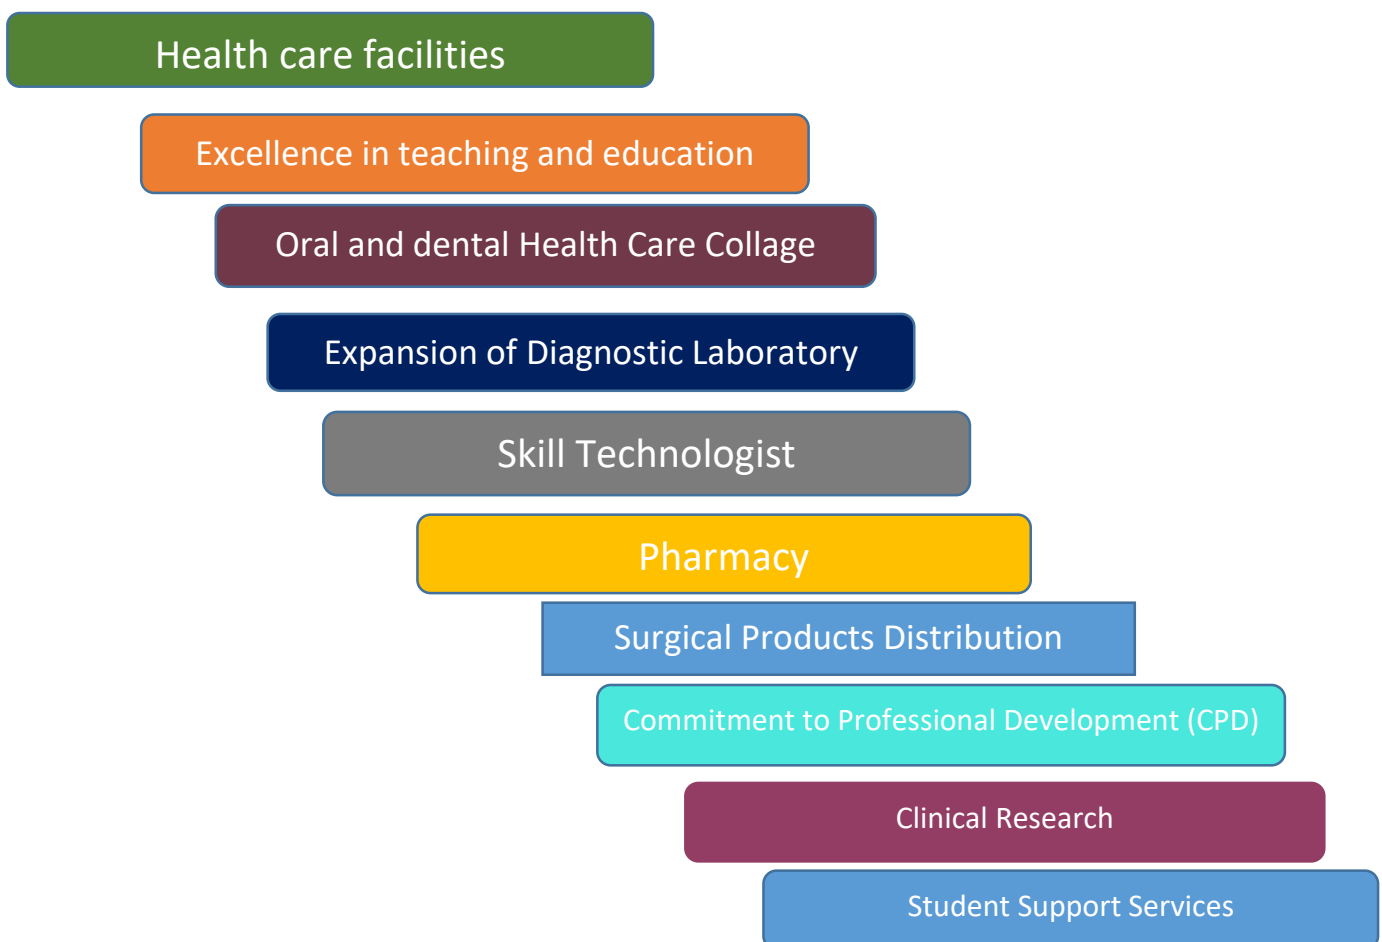 Health care facilities
Excellence in teaching and education
Oral and dental Health Care Collage
Expansion of Diagnostic Laboratory
Skill Technologist
Pharmacy
Surgical Products Distribution
Commitment to Professional Development (CPD)
Clinical Research
Student Support Services